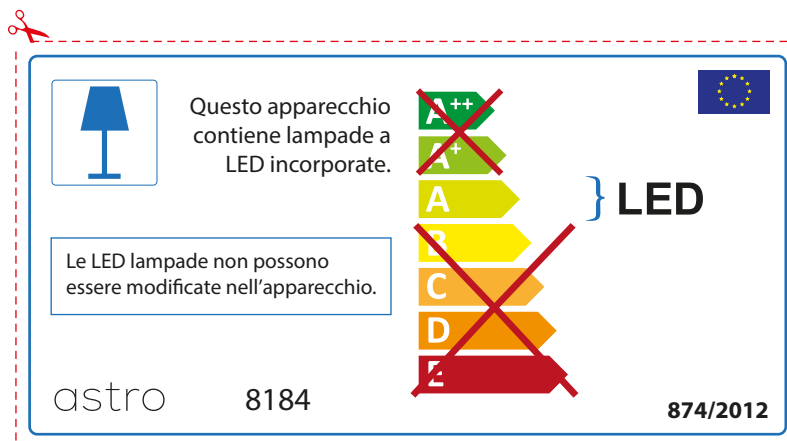 Questo apparecchio
contiene lampade a
LED incorporate.
A++
A+
A
B
C
D
E
LED
Le LED lampade non possono
essere modificate nell'apparecchio.
astro
8184
874/2012